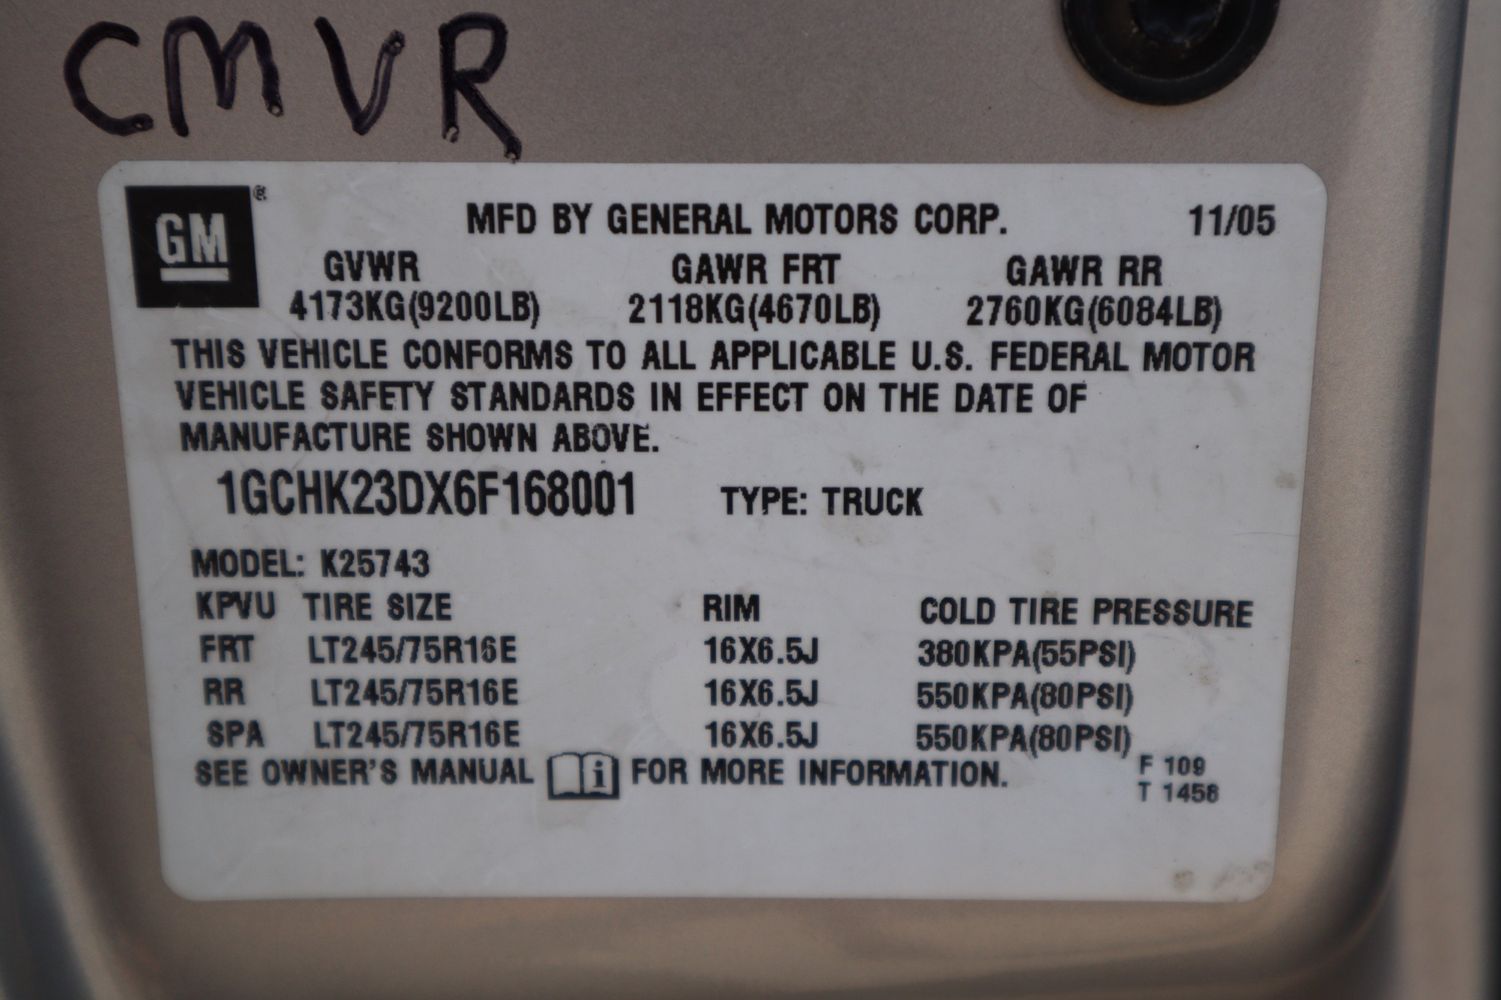 CMVR
GM ®
MFD BY GENERAL MOTORS CORP. 11/05
GVWR GAWR FRT GAWR RR
4173KG(9200LB) 2118KG(4670LB) 2760KG(6084LB)
THIS VEHICLE CONFORMS TO ALL APPLICABLE U.S. FEDERAL MOTOR
VEHICLE SAFETY STANDARDS IN EFFECT ON THE DATE OF
MANUFACTURE SHOWN ABOVE.
1GCHK23DX6F168001 TYPE: TRUCK
MODEL: K25743
KPVU TIRE SIZE RIM COLD TIRE PRESSURE
FRT LT245/75R16E 16X6.5J 380KPA(55PSI)
RR LT245/75R16E 16X6.5J 550KPA(80PSI)
SPA LT245/75R16E 16X6.5J 550KPA(80PSI)
SEE OWNER'S MANUAL i FOR MORE INFORMATION.
F 109
T 1458